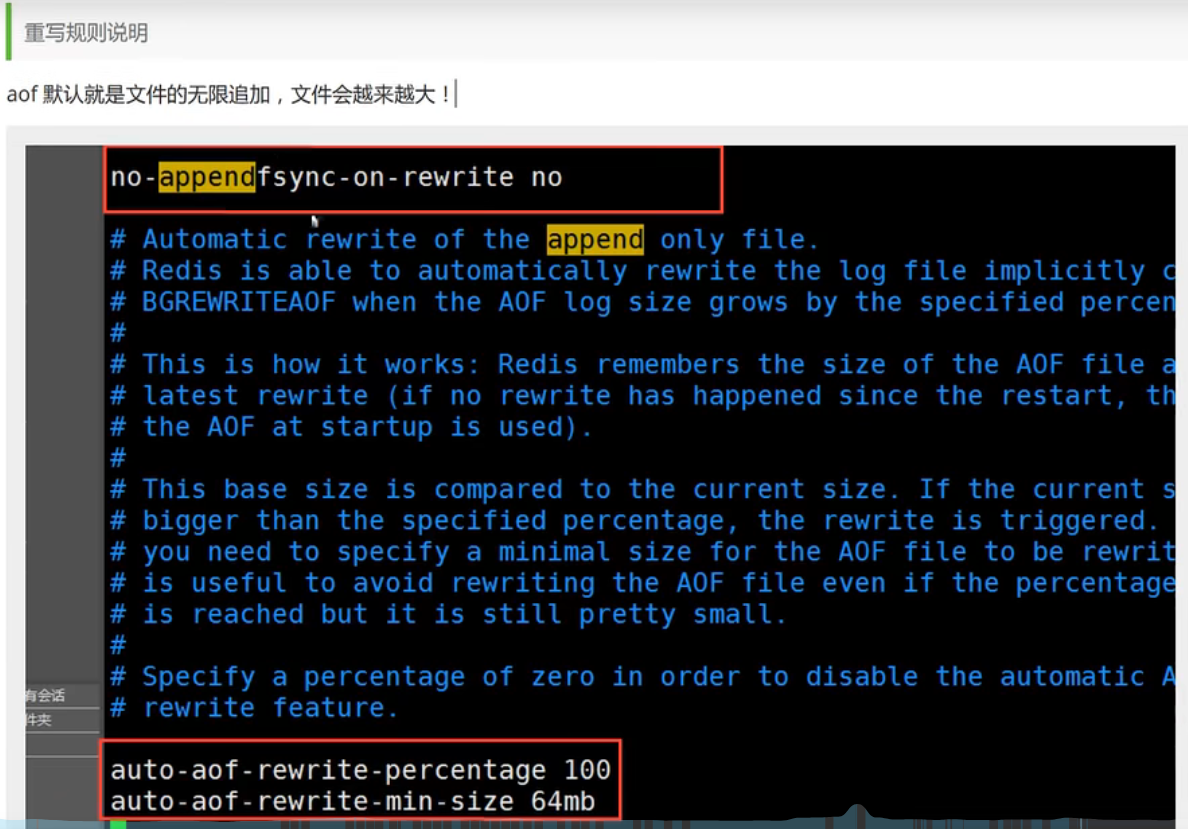 重写规则说明
aof 默认就是文件的无限追加，文件会越来越大！
no-appendfsync-on-rewrite no
# Automatic rewrite of the append only file.
# Redis is able to automatically rewrite the log file implicitly c
# BGREWRITEAOF when the AOF log size grows by the specified percen
#
# This is how it works: Redis remembers the size of the AOF file a
# latest rewrite (if no rewrite has happened since the restart, th
# the AOF at startup is used).
#
# This base size is compared to the current size. If the current s
# bigger than the specified percentage, the rewrite is triggered.
# you need to specify a minimal size for the AOF file to be rewrit
# is useful to avoid rewriting the AOF file even if the percentage
# is reached but it is still pretty small.
#
# Specify a percentage of zero in order to disable the automatic A
# rewrite feature.
有会话
件夹
auto-aof-rewrite-percentage 100
auto-aof-rewrite-min-size 64mb